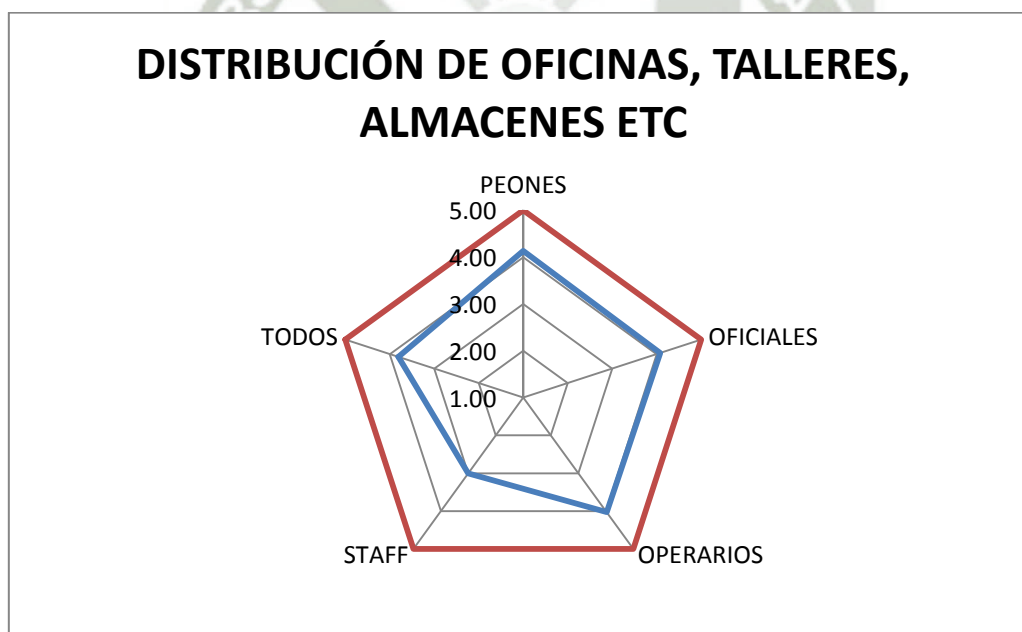 DISTRIBUCIÓN DE OFICINAS, TALLERES,
ALMACENES ETC
PEONES
5.00
4.00
3.00
TODOS
OFICIALES
2.00
1.00
STAFF
OPERARIOS